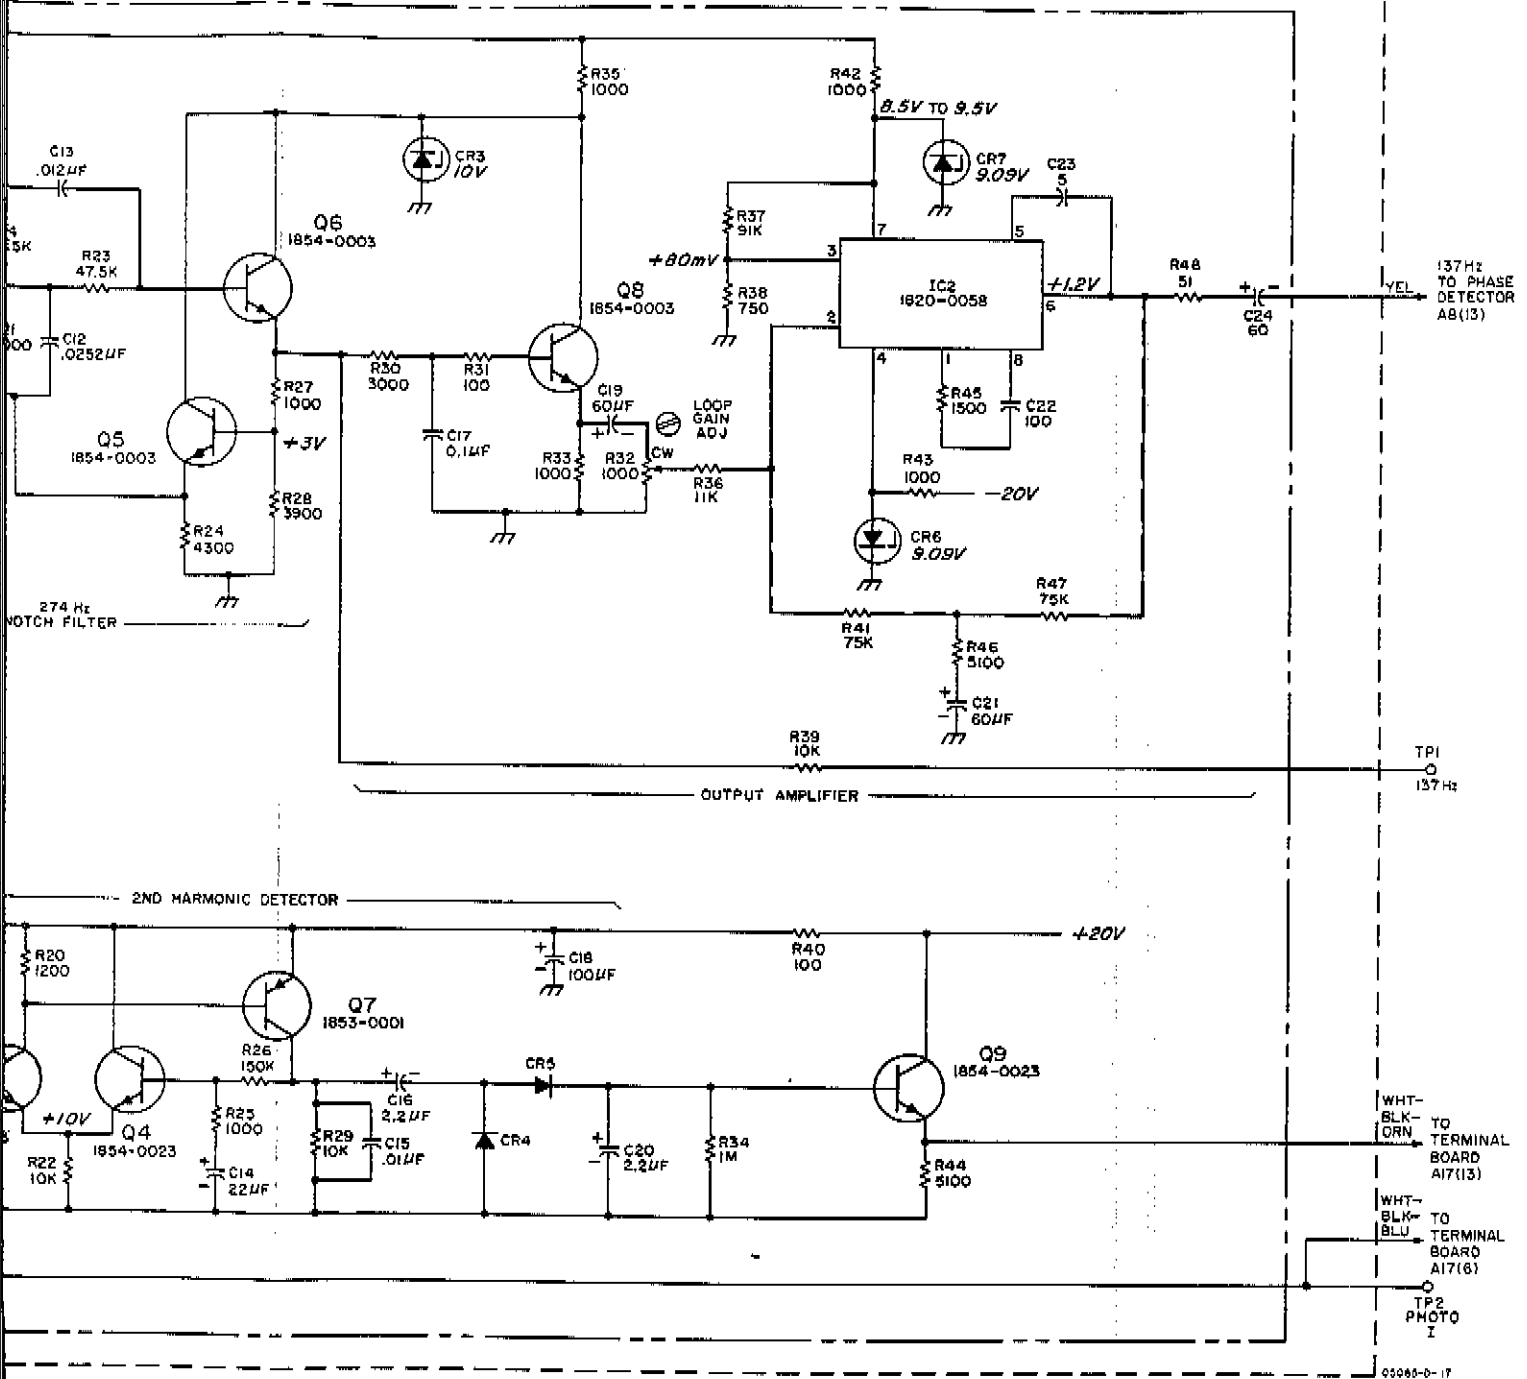 R35
1000
R42
1000
8.5V TO 9.5V
C13
.012µF
CR3
10V
CR7
9.09V
C23
5
5K
R23
47.5K
Q6
1854-0003
R37
91K
7
5
3
+80mV
Q8
1854-0003
R38
750
IC2
1820-0058
+1.2V
6
R48
51
+ -
C24
60
YEL
137 Hz
TO PHASE
DETECTOR
A8(13)
2
C12
.0252µF
R30
3000
R31
100
4
1
8
R27
1000
C19
60µF
+ -
LOOP
GAIN
ADJ
R45
1500
C22
100
Q5
1854-0003
+3V
C17
0.1µF
R33
1000
R32
1000
CW
R36
11K
R43
1000
-20V
R28
3900
R24
4300
CR6
9.09V
274 Hz
NOTCH FILTER
R47
75K
R41
75K
R46
5100
+
-
C21
60µF
R39
10K
TP1
137 Hz
OUTPUT AMPLIFIER
2ND HARMONIC DETECTOR
R20
1200
+
-
C18
100µF
R40
100
+20V
Q7
1853-0001
R26
150K
+ -
C16
2.2µF
CR5
Q9
1854-0023
+10V
Q4
1854-0023
R25
1000
R29
10K
C15
.01µF
CR4
+
-
C20
2.2µF
R34
1M
R22
10K
+
-
C14
22µF
R44
5100
WHT-
BLK-
ORN
TO
TERMINAL
BOARD
A17(13)
WHT-
BLK-
BLU
TO
TERMINAL
BOARD
A17(6)
TP2
PHOTO
I
05065-D-17